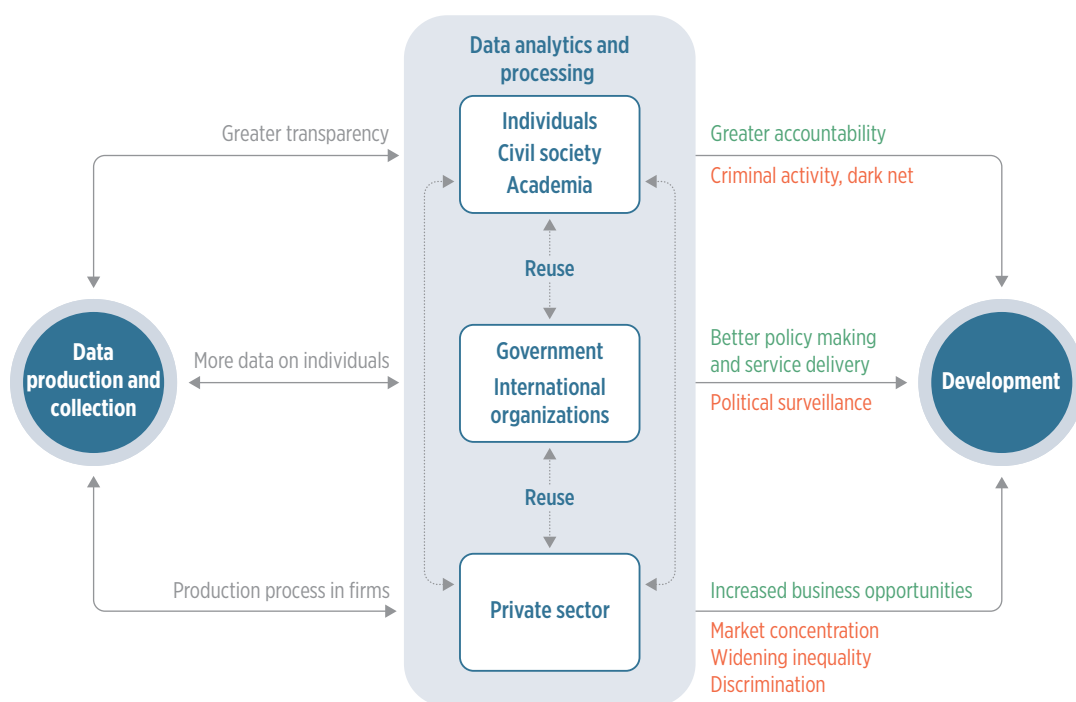 Data analytics and
processing
Individuals
Civil society
Academia
Greater transparency
Greater accountability
Criminal activity, dark net
Reuse
Data
production and
collection
More data on individuals
Government
International
organizations
Better policy making
and service delivery
Political surveillance
Development
Reuse
Production process in firms
Private sector
Increased business opportunities
Market concentration
Widening inequality
Discrimination